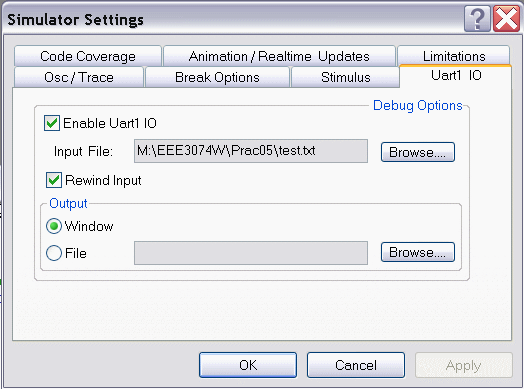 Simulator Settings
?
Code Coverage Animation / Realtime Updates Limitations
Osc / Trace Break Options Stimulus Uart1 IO
Debug Options
Enable Uart1 IO
Input File: M:\EEE3074W\Prac05\test.txt Browse....
Rewind Input
Output
Window
File Browse....
OK Cancel Apply